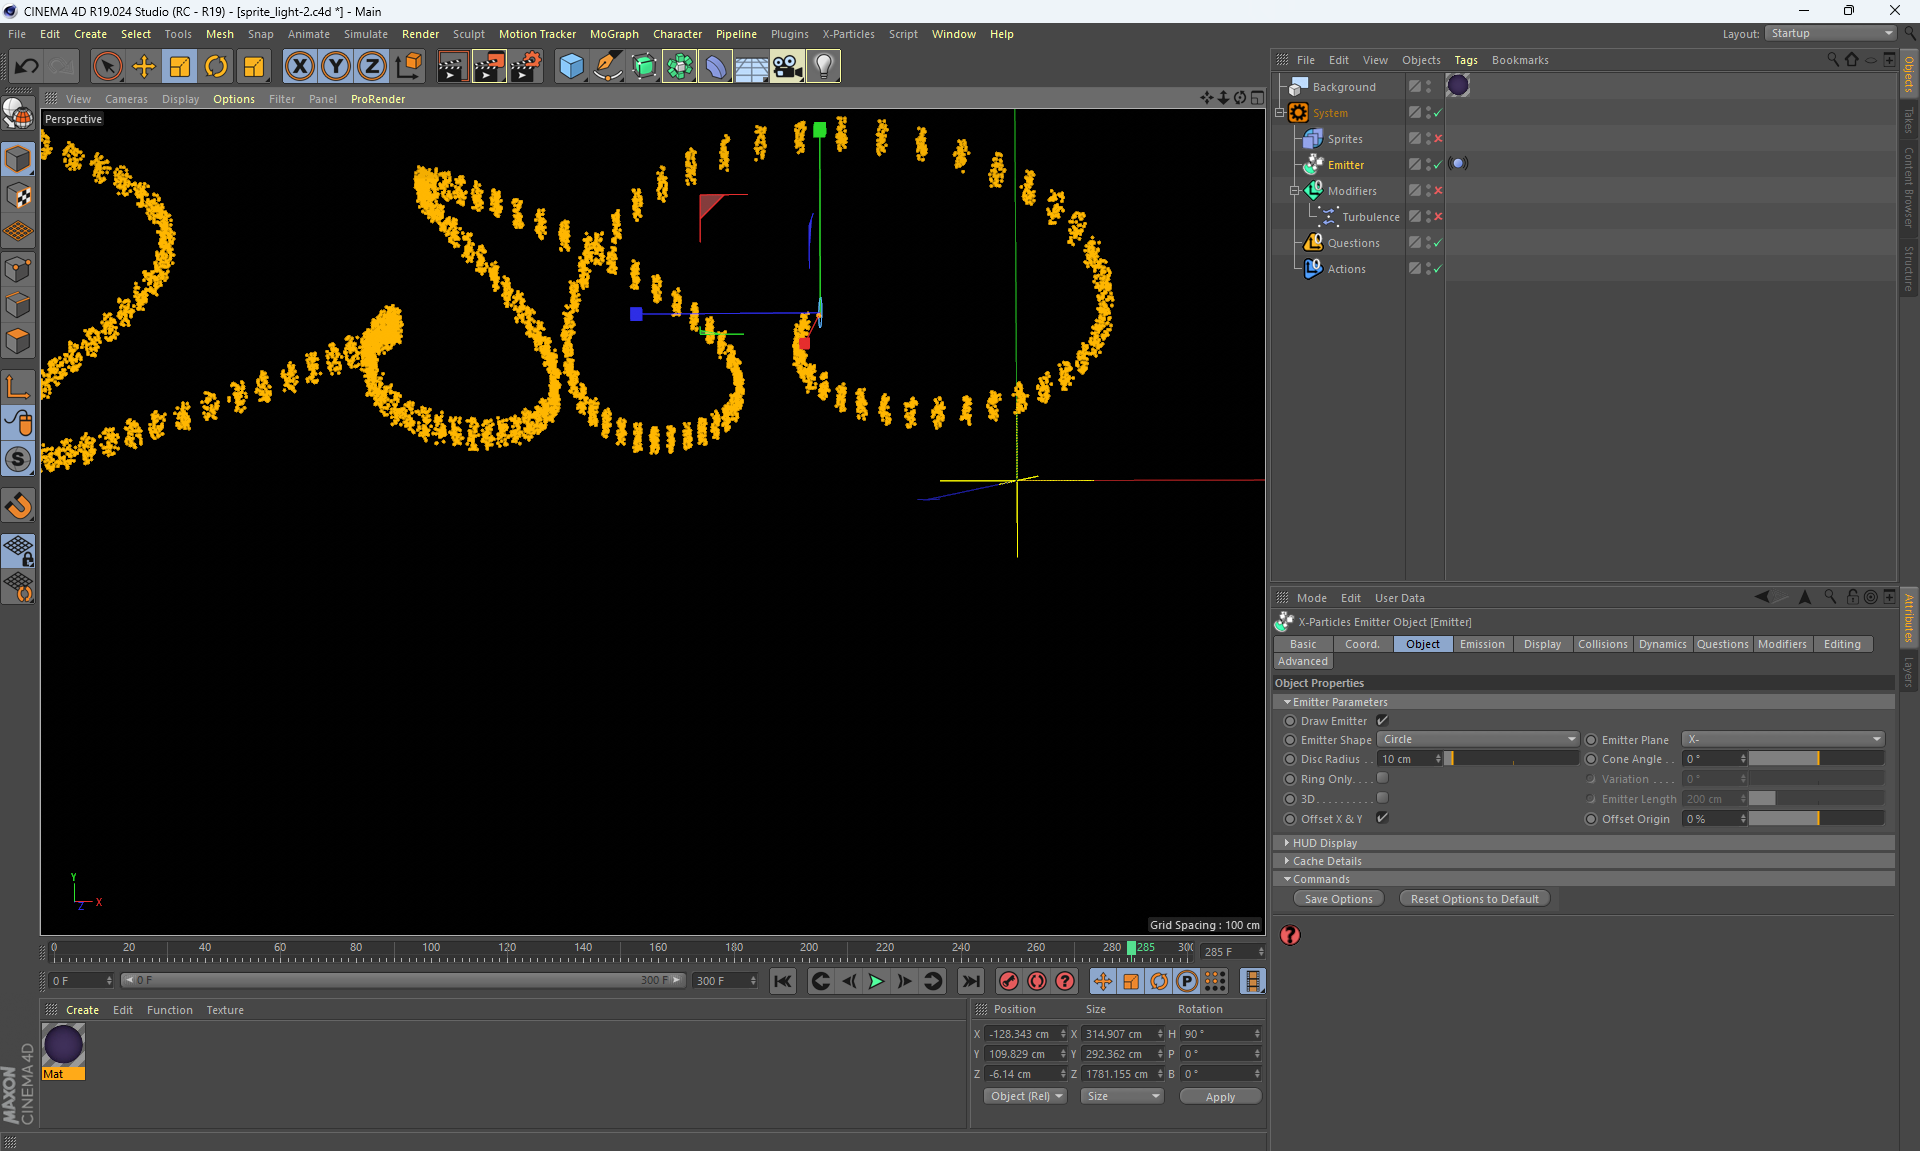 CINEMA 4D R19.024 Studio (RC - R19) - [sprite_light-2.c4d *] - Main
File Edit Create Select Tools Mesh Snap Animate Simulate Render Sculpt Motion Tracker MoGraph Character Pipeline Plugins X-Particles Script Window Help
Layout: Startup
X Y Z
View Cameras Display Options Filter Panel ProRender
Perspective
Y
X
Z
Grid Spacing : 100 cm
File Edit View Objects Tags Bookmarks
Background
System
Sprites
Emitter
Modifiers
Turbulence
Questions
Actions
Objects
Takes
Content Browser
Structure
Mode Edit User Data
X-Particles Emitter Object [Emitter]
Basic Coord. Object Emission Display Collisions Dynamics Questions Modifiers Editing
Advanced
Object Properties
Emitter Parameters
Draw Emitter
Emitter Shape Circle Emitter Plane X-
Disc Radius . . 10 cm Cone Angle . . 0 °
Ring Only. . . . Variation . . . . 0 °
3D. . . . . . . . . . Emitter Length 200 cm
Offset X & Y Offset Origin 0 %
HUD Display
Cache Details
Commands
Save Options Reset Options to Default
Attributes
Layers
0 20 40 60 80 100 120 140 160 180 200 220 240 260 280 285 300
285 F
0 F 0 F 300 F 300 F
Create Edit Function Texture
Mat
MAXON
CINEMA 4D
Position Size Rotation
X -128.343 cm X 314.907 cm H 90 °
Y 109.829 cm Y 292.362 cm P 0 °
Z -6.14 cm Z 1781.155 cm B 0 °
Object (Rel) Size Apply